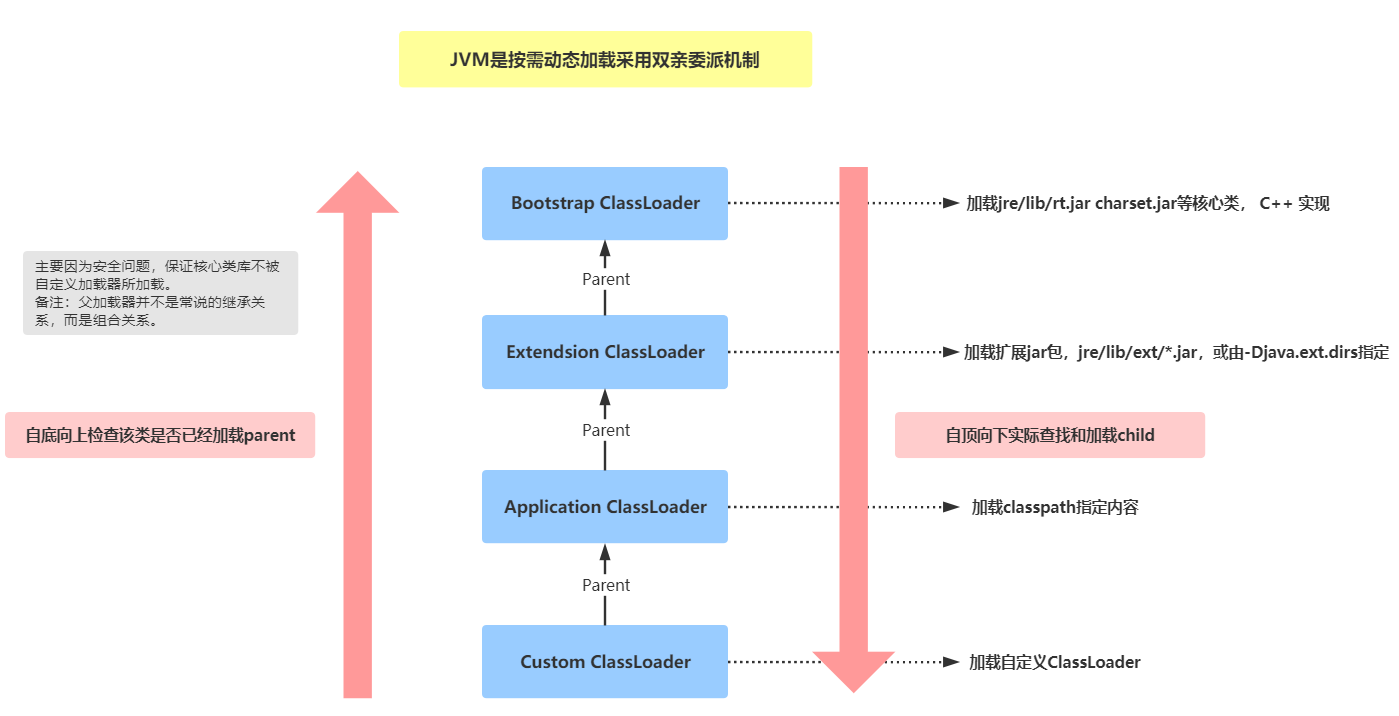 JVM是按需动态加载采用双亲委派机制
Bootstrap ClassLoader
加载jre/lib/rt.jar charset.jar等核心类， C++ 实现
主要因为安全问题，保证核心类库不被
自定义加载器所加载。
备注：父加载器并不是常说的继承关
系，而是组合关系。
Parent
Extendsion ClassLoader
加载扩展jar包，jre/lib/ext/*.jar，或由-Djava.ext.dirs指定
自底向上检查该类是否已经加载parent
Parent
自顶向下实际查找和加载child
Application ClassLoader
加载classpath指定内容
Parent
Custom ClassLoader
加载自定义ClassLoader